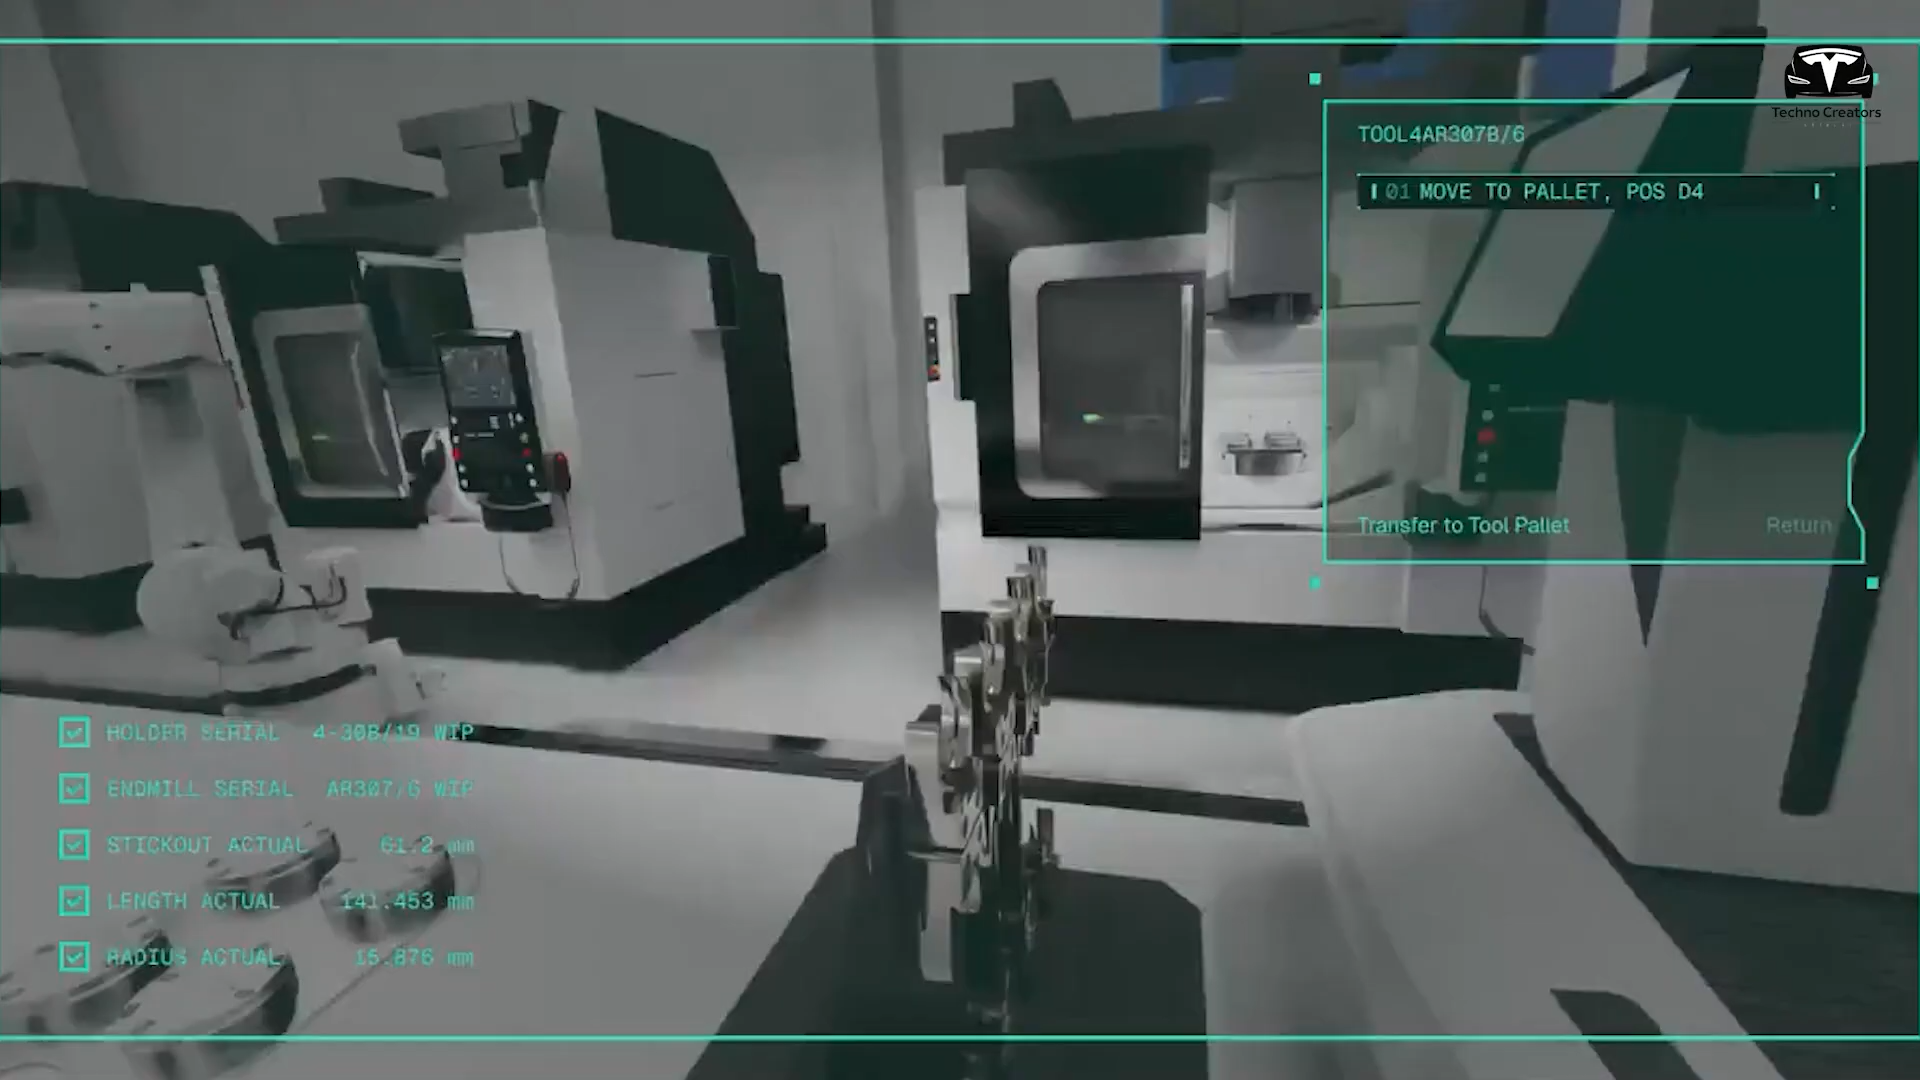 Techno Creators
TOOL4AR307B/6
01 MOVE TO PALLET, POS D4
Transfer to Tool Pallet
Return
HOLDER SERIAL 4-30B/19 WIP
ENDMILL SERIAL AR307/6 WIP
STICKOUT ACTUAL 61.2 mm
LENGTH ACTUAL 141.453 mm
RADIUS ACTUAL 15.876 mm